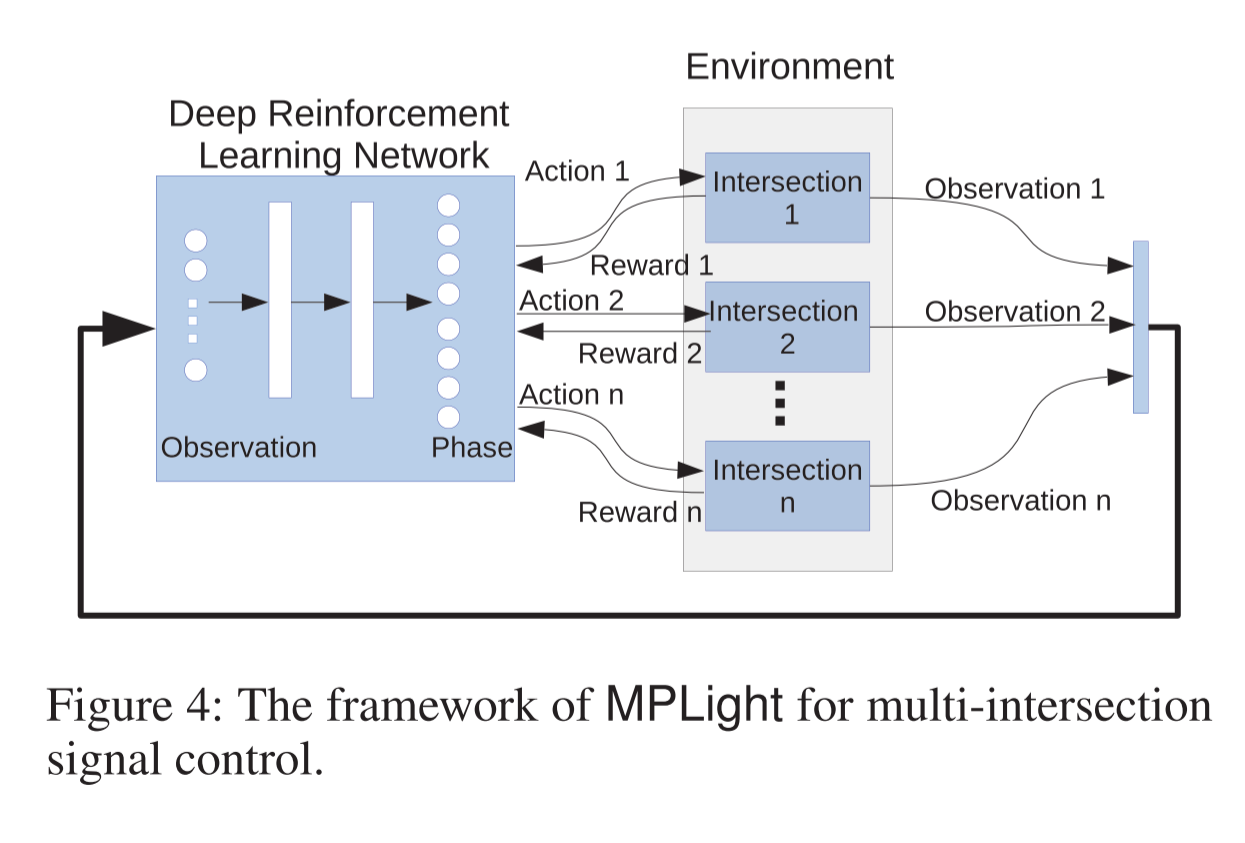 Environment
Deep Reinforcement
Learning Network
Action 1
Intersection
1
Observation 1
Reward 1
Action 2
Intersection
2
Observation 2
Reward 2
Action n
Observation
Phase
Intersection
n
Observation n
Reward n
Figure 4: The framework of MPLight for multi-intersection
signal control.